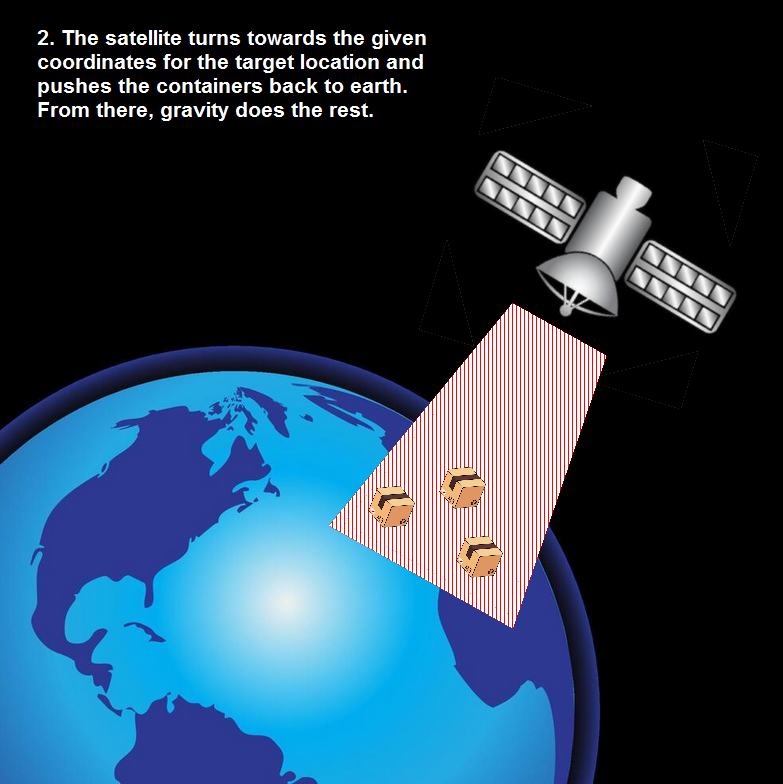 2. The satellite turns towards the given
coordinates for the target location and
pushes the containers back to earth.
From there, gravity does the rest.